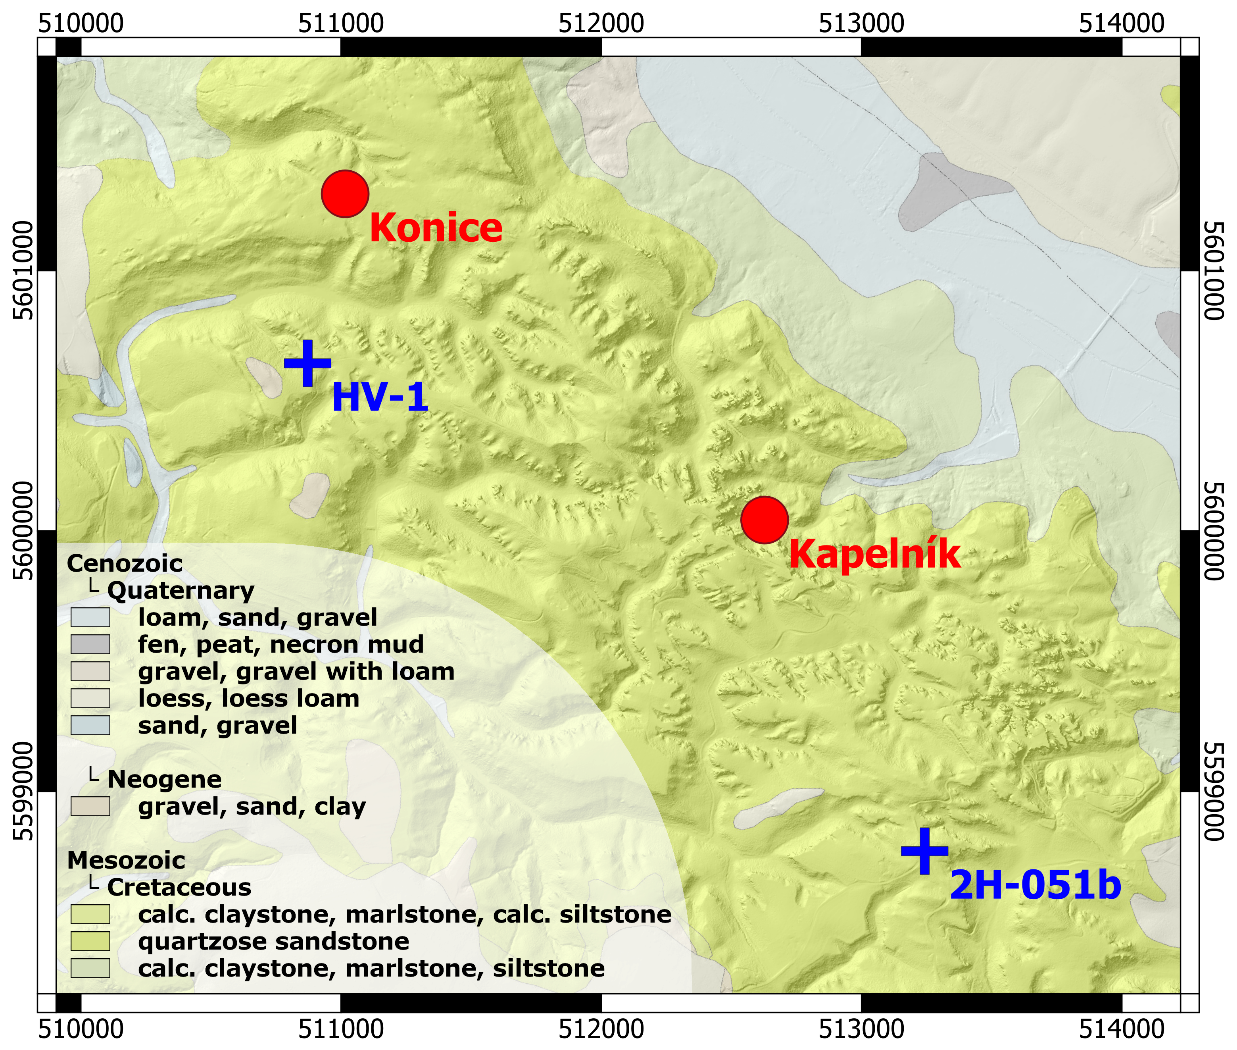 510000 511000 512000 513000 514000
5601000
5601000
Konice
HV-1
5600000
5600000
Kapelník
Cenozoic
└ Quaternary
loam, sand, gravel
fen, peat, necron mud
gravel, gravel with loam
loess, loess loam
sand, gravel
└ Neogene
gravel, sand, clay
5599000
5599000
Mesozoic
└ Cretaceous
calc. claystone, marlstone, calc. siltstone
quartzose sandstone
calc. claystone, marlstone, siltstone
2H-051b
510000 511000 512000 513000 514000